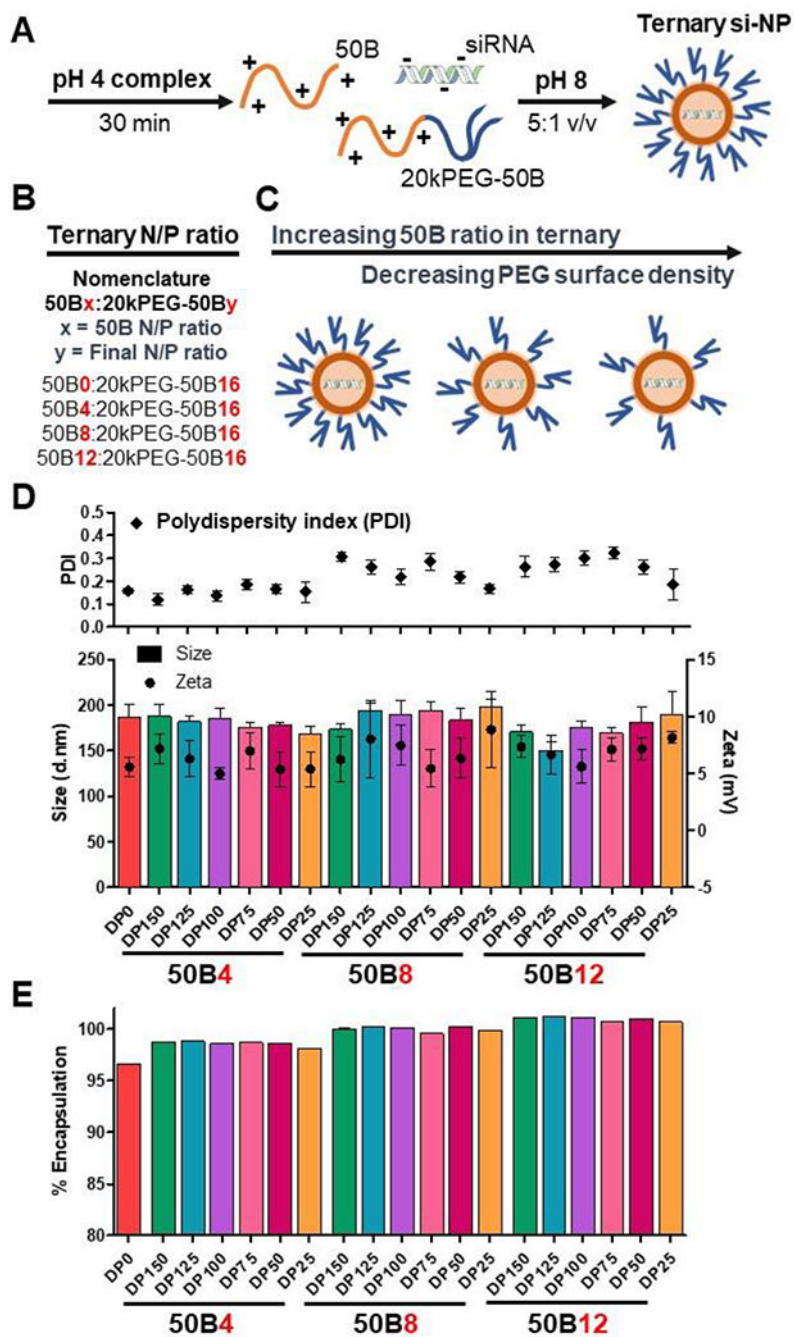 A
pH 4 complex
30 min
50B
siRNA
20kPEG-50B
pH 8
5:1 v/v
Ternary si-NP
B
Ternary N/P ratio
Nomenclature
50Bx:20kPEG-50By
x = 50B N/P ratio
y = Final N/P ratio
50B0:20kPEG-50B16
50B4:20kPEG-50B16
50B8:20kPEG-50B16
50B12:20kPEG-50B16
C
Increasing 50B ratio in ternary
Decreasing PEG surface density
D
Polydispersity index (PDI)
PDI
0.5
0.4
0.3
0.2
0.1
0.0
Size
Zeta
Size (d.nm)
250
200
150
100
50
0
Zeta (mV)
15
10
5
0
-5
DP0
DP150
DP125
DP100
DP75
DP50
DP25
DP150
DP125
DP100
DP75
DP50
DP25
DP150
DP125
DP100
DP75
DP50
DP25
50B4
50B8
50B12
E
% Encapsulation
100
95
90
85
80
DP0
DP150
DP125
DP100
DP75
DP50
DP25
DP150
DP125
DP100
DP75
DP50
DP25
DP150
DP125
DP100
DP75
DP50
DP25
50B4
50B8
50B12